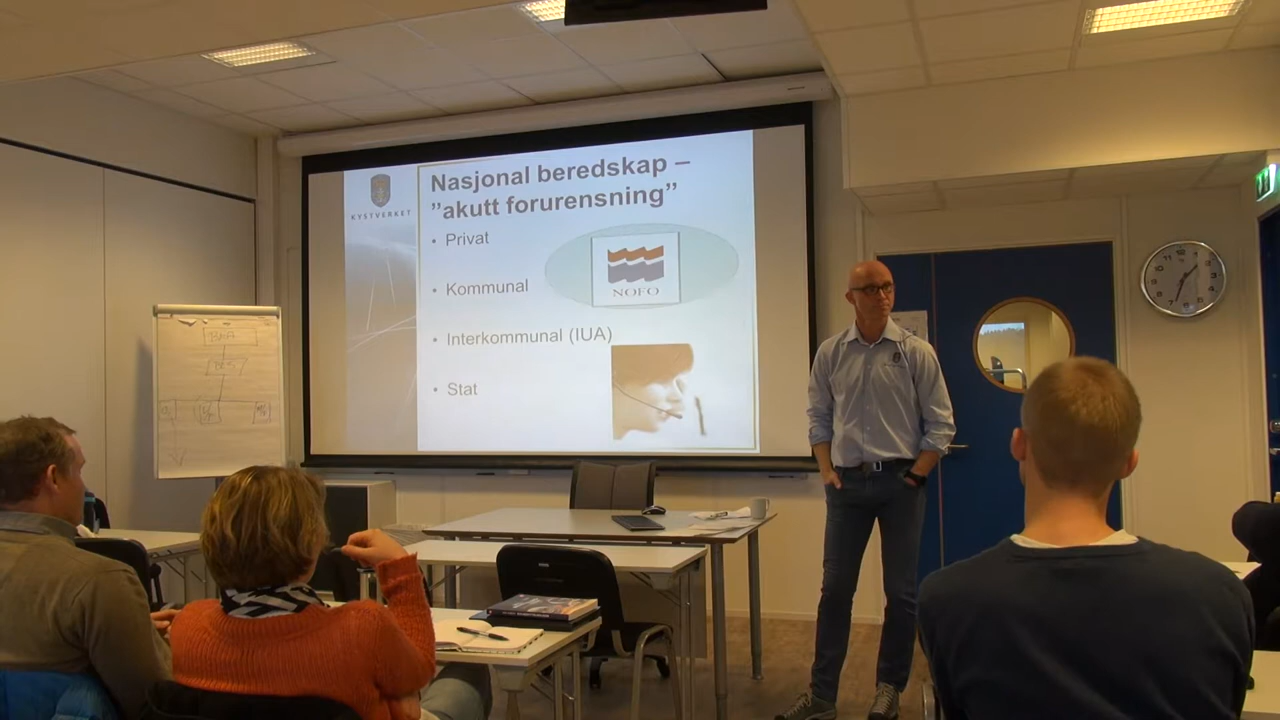 Nasjonal beredskap –
”akutt forurensning”
KYSTVERKET
• Privat
• Kommunal
NOFO
• Interkommunal (IUA)
• Stat